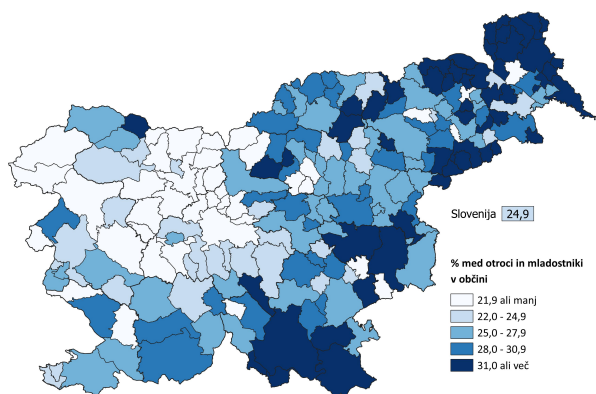 Slovenija 24,9
% med otroci in mladostniki
v občini
21,9 ali manj
22,0 - 24,9
25,0 - 27,9
28,0 - 30,9
31,0 ali več